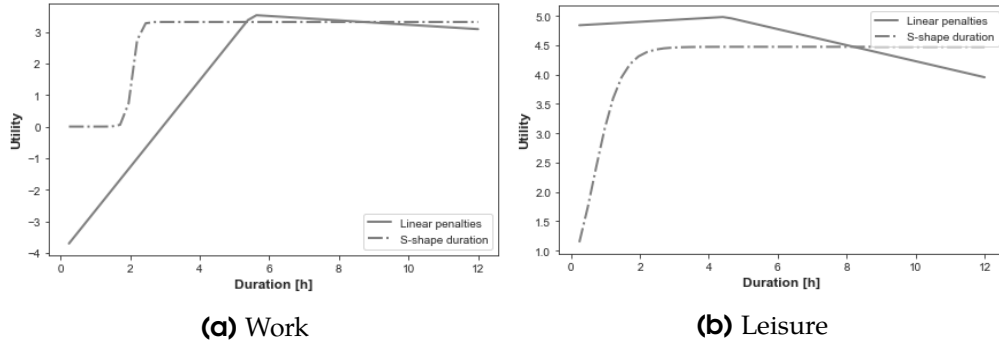 3
2
1
0
−1
−2
−3
−4
Utility
0 2 4 6 8 10 12
Duration [h]
Linear penalties
S-shape duration
(a) Work
5.0
4.5
4.0
3.5
3.0
2.5
2.0
1.5
1.0
Utility
0 2 4 6 8 10 12
Duration [h]
Linear penalties
S-shape duration
(b) Leisure